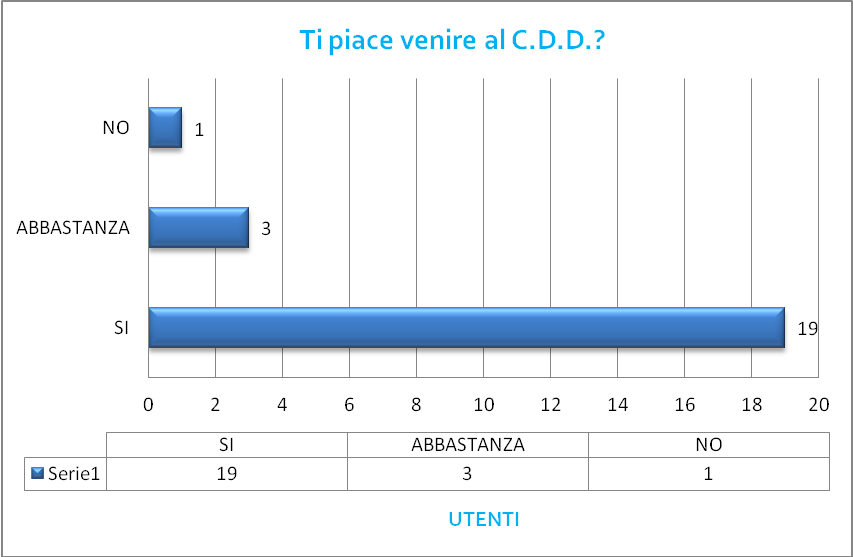 Ti piace venire al C.D.D.?
NO 1
ABBASTANZA 3
SI 19
0 2 4 6 8 10 12 14 16 18 20
SI ABBASTANZA NO
Serie1 19 3 1
UTENTI